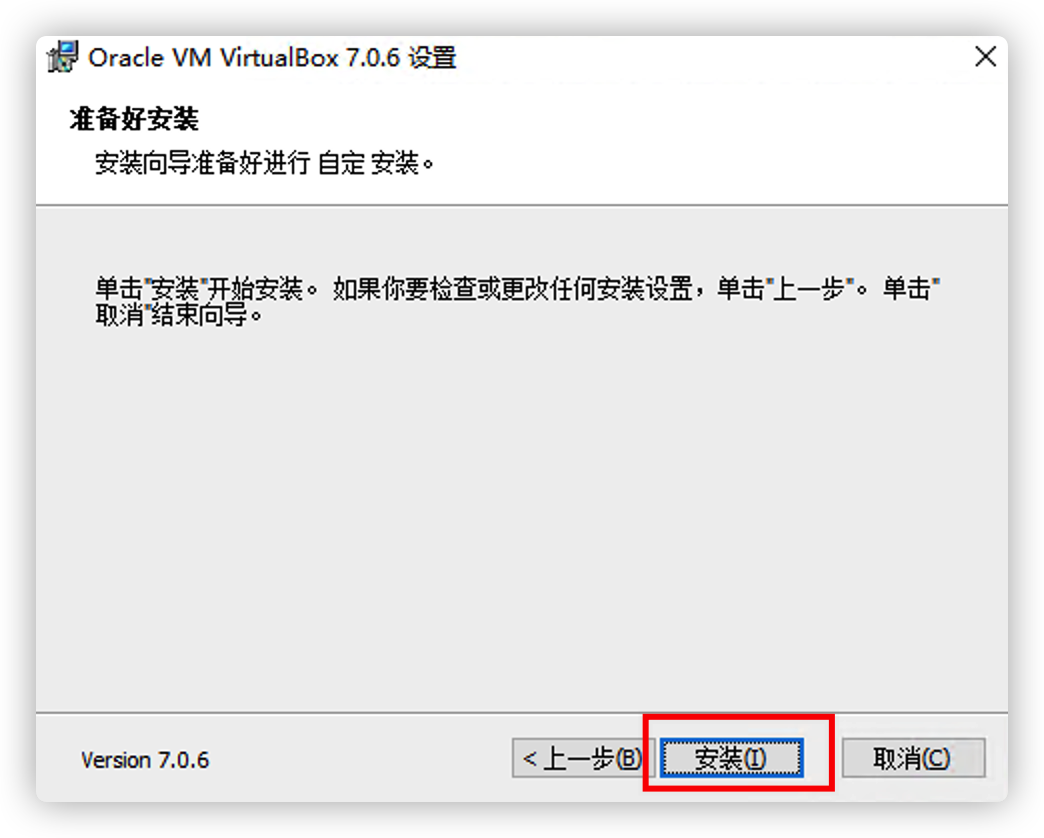 Oracle VM VirtualBox 7.0.6 设置
准备好安装
安装向导准备好进行 自定 安装。
单击"安装"开始安装。 如果你要检查或更改任何安装设置，单击"上一步"。 单击"
取消"结束向导。
Version 7.0.6
< 上一步(B)
安装(I)
取消(C)